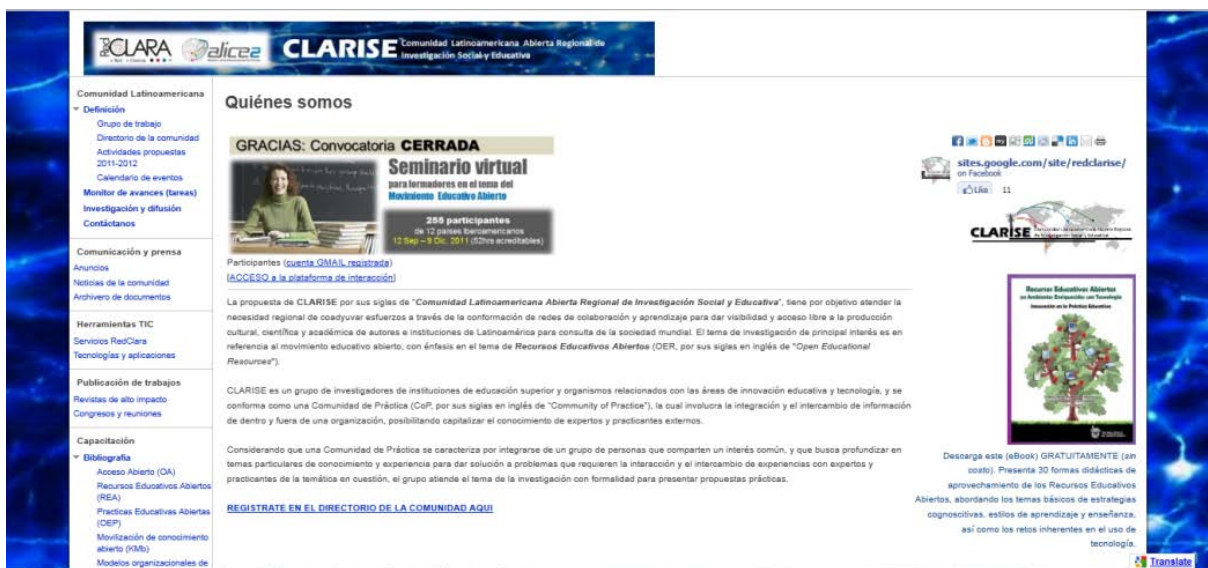 RedCLARA
alice2
CLARISE Comunidad Latinoamericana Abierta Regional de
Investigación Social y Educativa
Comunidad Latinoamericana
Definición
Grupo de trabajo
Directorio de la comunidad
Actividades propuestas
2011-2012
Calendario de eventos
Monitor de avances (tareas)
Investigación y difusión
Contáctanos
Comunicación y prensa
Anuncios
Noticias de la comunidad
Archivero de documentos
Herramientas TIC
Servicios RedClara
Tecnologías y aplicaciones
Publicación de trabajos
Revistas de alto impacto
Congresos y reuniones
Capacitación
Bibliografía
Acceso Abierto (OA)
Recursos Educativos Abiertos
(REA)
Practicas Educativas Abiertas
(OEP)
Movilización de conocimiento
abierto (KMb)
Modelos organizacionales de
Quiénes somos
GRACIAS: Convocatoria CERRADA
Seminario virtual
para formadores en el tema del
Movimiento Educativo Abierto
255 participantes
de 12 países Iberoamericanos
12 Sep – 9 Dic. 2011 (52hrs acreditables)
Participantes (cuenta GMAIL registrada)
[ACCESO a la plataforma de interacción]
La propuesta de CLARISE por sus siglas de "Comunidad Latinoamericana Abierta Regional de Investigación Social y Educativa", tiene por objetivo atender la
necesidad regional de coadyuvar esfuerzos a través de la conformación de redes de colaboración y aprendizaje para dar visibilidad y acceso libre a la producción
cultural, científica y académica de autores e instituciones de Latinoamérica para consulta de la sociedad mundial. El tema de investigación de principal interés es en
referencia al movimiento educativo abierto, con énfasis en el tema de Recursos Educativos Abiertos (OER, por sus siglas en inglés de "Open Educational
Resources").
CLARISE es un grupo de investigadores de instituciones de educación superior y organismos relacionados con las áreas de innovación educativa y tecnología, y se
conforma como una Comunidad de Práctica (CoP, por sus siglas en inglés de "Community of Practice"), la cual involucra la integración y el intercambio de información
de dentro y fuera de una organización, posibilitando capitalizar el conocimiento de expertos y practicantes externos.
Considerando que una Comunidad de Práctica se caracteriza por integrarse de un grupo de personas que comparten un interés común, y que busca profundizar en
temas particulares de conocimiento y experiencia para dar solución a problemas que requieren la interacción y el intercambio de experiencias con expertos y
practicantes de la temática en cuestión, el grupo atiende el tema de la investigación con formalidad para presentar propuestas prácticas.
REGISTRATE EN EL DIRECTORIO DE LA COMUNIDAD AQUI
sites.google.com/site/redclarise/
on Facebook
Like 11
CLARISE
Recursos Educativos Abiertos
en Ambientes Enriquecidos con Tecnología
Innovación en la Práctica Educativa
Descarga este (eBook) GRATUITAMENTE (sin
costo). Presenta 30 formas didácticas de
aprovechamiento de los Recursos Educativos
Abiertos, abordando los temas básicos de estrategias
cognoscitivas, estilos de aprendizaje y enseñanza,
así como los retos inherentes en el uso de
tecnología.
Translate